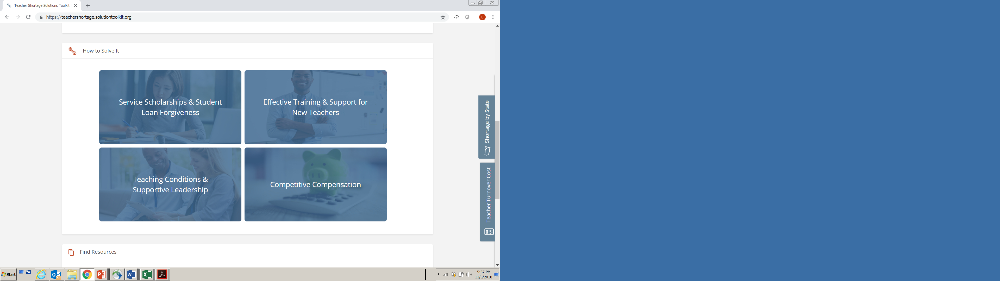 Teacher Shortage Solutions Toolkit
https://teachershortage.solutiontoolkit.org
L
How to Solve It
Service Scholarships & Student
Loan Forgiveness
Effective Training & Support for
New Teachers
Teaching Conditions &
Supportive Leadership
Competitive Compensation
Shortage by State
Teacher Turnover Cost
Find Resources
Start
5:37 PM
11/5/2018